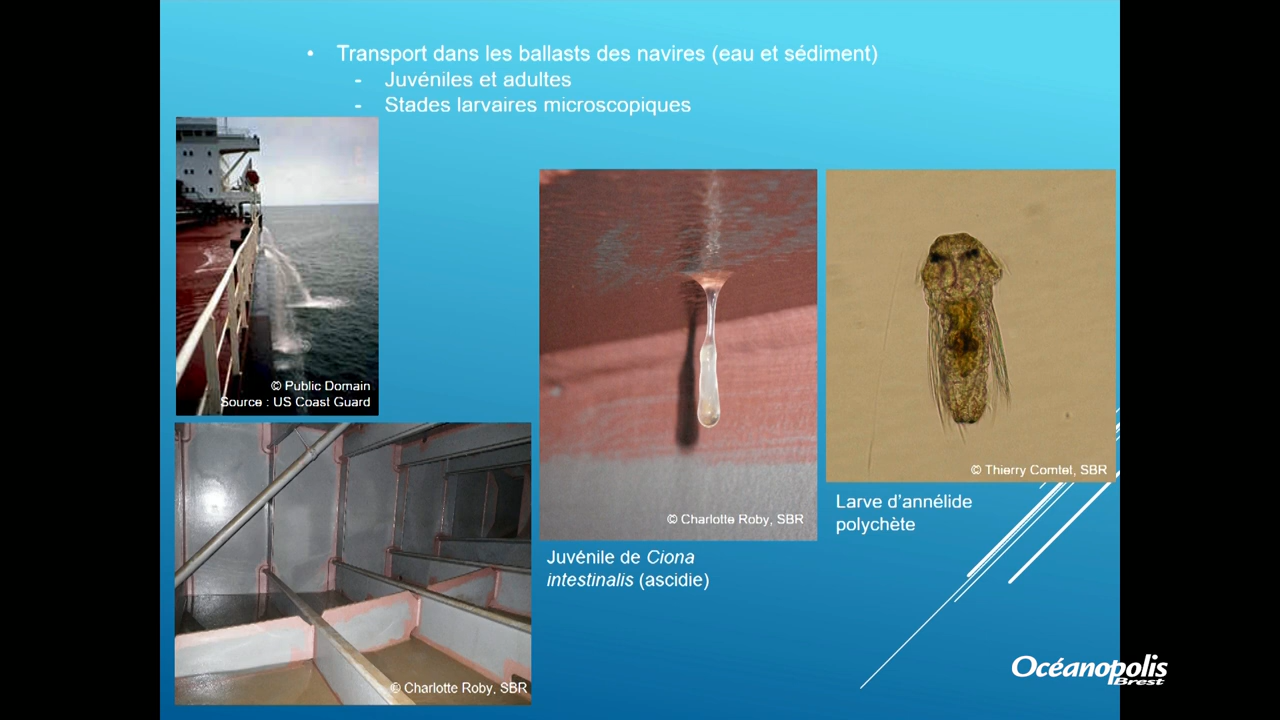 • Transport dans les ballasts des navires (eau et sédiment)
- Juvéniles et adultes
- Stades larvaires microscopiques
© Public Domain
Source : US Coast Guard
© Charlotte Roby, SBR
© Charlotte Roby, SBR
Juvénile de Ciona
intestinalis (ascidie)
© Thierry Comtet, SBR
Larve d'annélide
polychète
Océanopolis
Brest